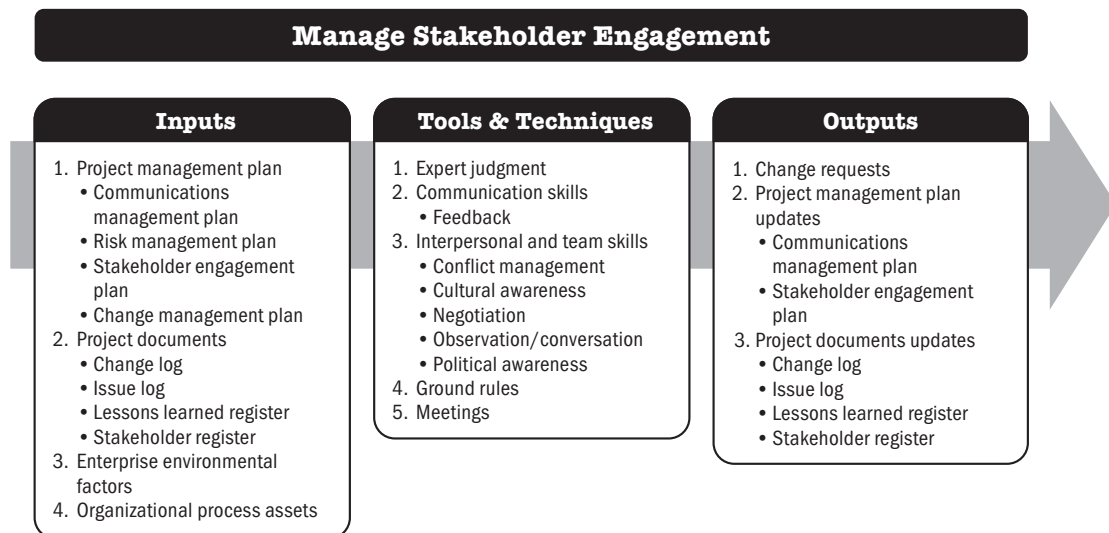 Manage Stakeholder Engagement
Inputs
1. Project management plan
• Communications
management plan
• Risk management plan
• Stakeholder engagement
plan
• Change management plan
2. Project documents
• Change log
• Issue log
• Lessons learned register
• Stakeholder register
3. Enterprise environmental
factors
4. Organizational process assets
Tools & Techniques
1. Expert judgment
2. Communication skills
• Feedback
3. Interpersonal and team skills
• Conflict management
• Cultural awareness
• Negotiation
• Observation/conversation
• Political awareness
4. Ground rules
5. Meetings
Outputs
1. Change requests
2. Project management plan
updates
• Communications
management plan
• Stakeholder engagement
plan
3. Project documents updates
• Change log
• Issue log
• Lessons learned register
• Stakeholder register